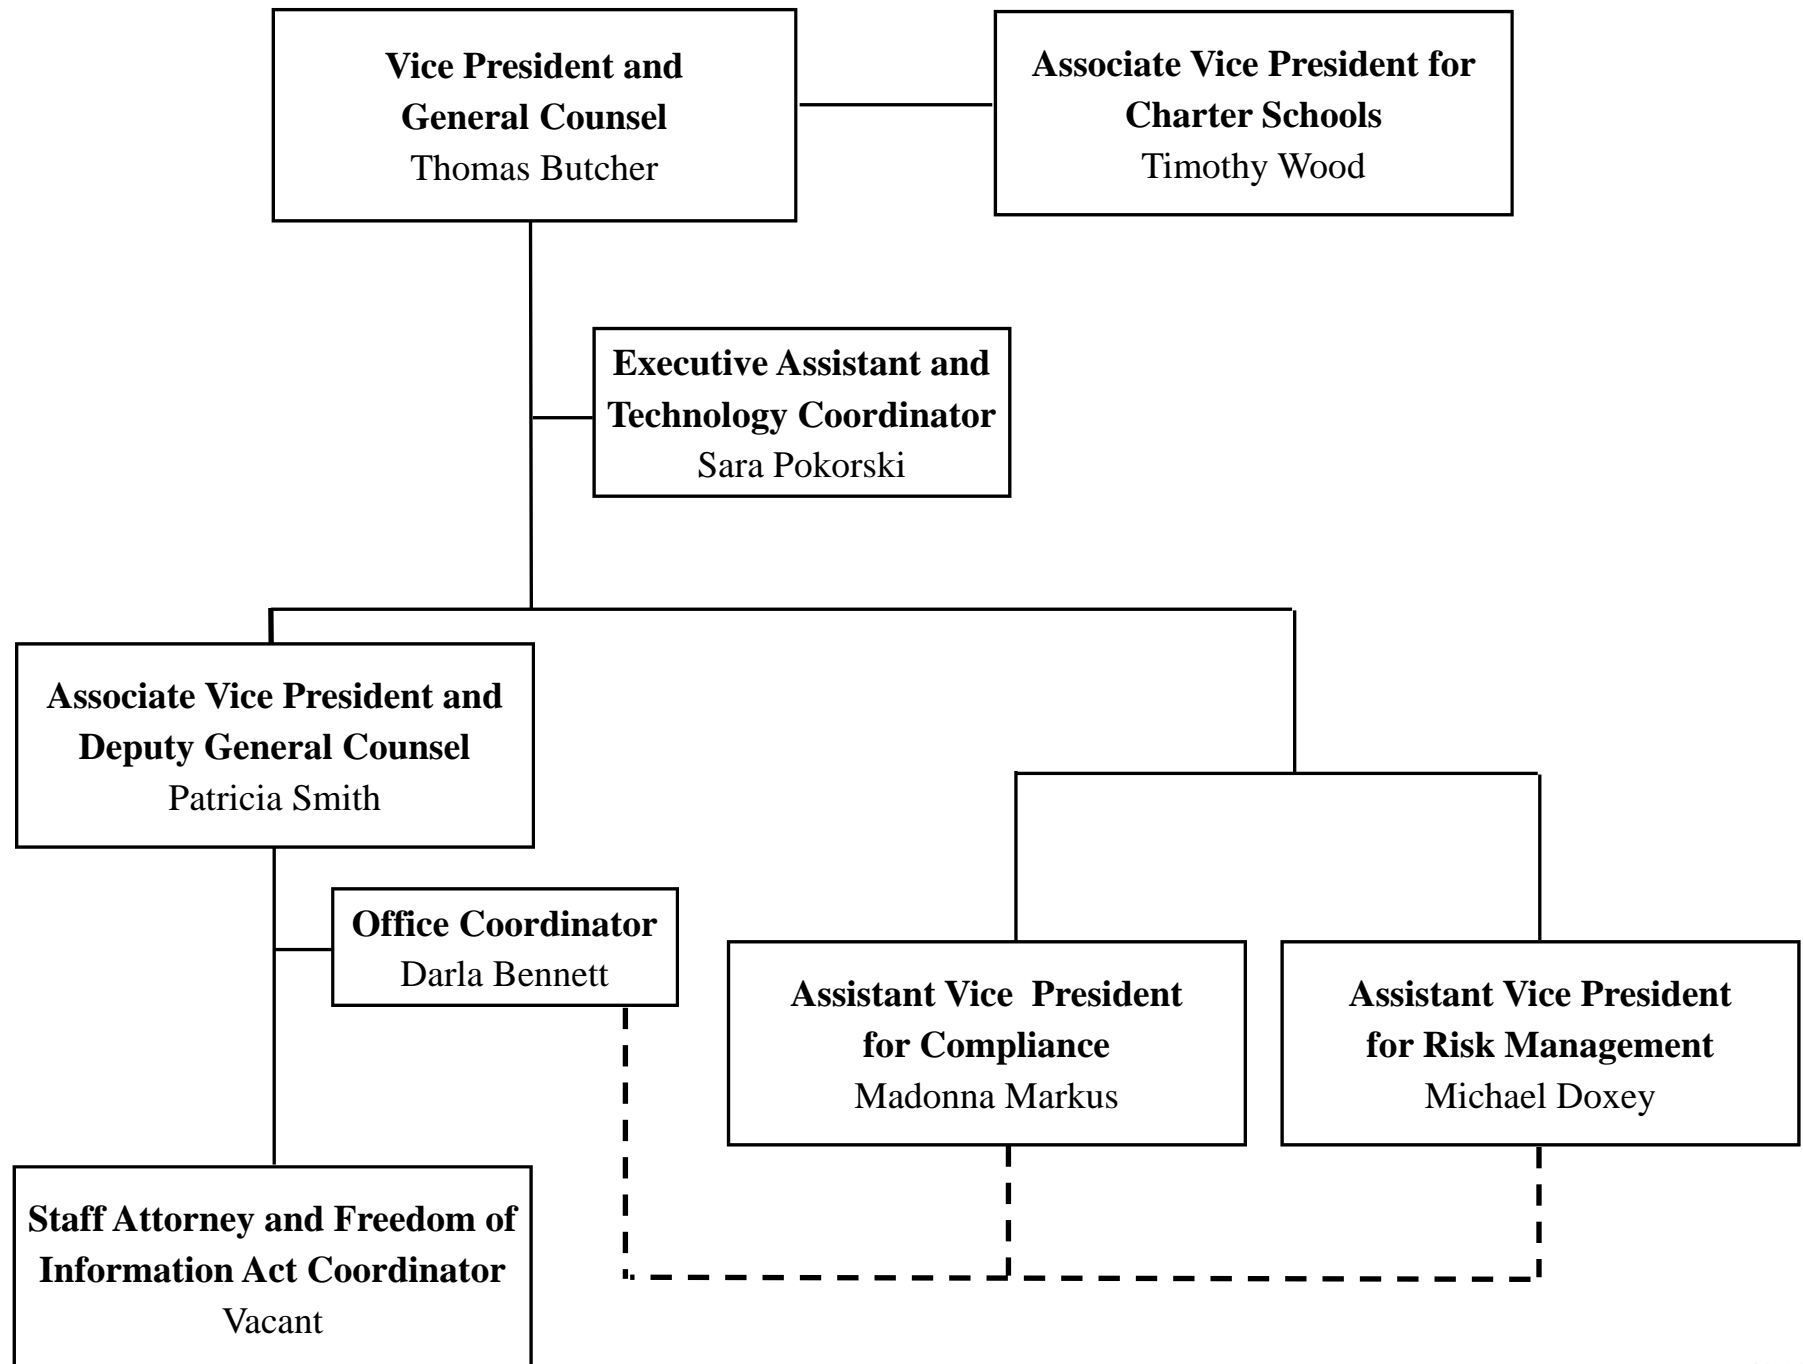 Vice President and
General Counsel
Thomas Butcher
Associate Vice President for
Charter Schools
Timothy Wood
Executive Assistant and
Technology Coordinator
Sara Pokorski
Associate Vice President and
Deputy General Counsel
Patricia Smith
Office Coordinator
Darla Bennett
Assistant Vice  President
for Compliance
Madonna Markus
Assistant Vice President
for Risk Management
Michael Doxey
Staff Attorney and Freedom of
Information Act Coordinator
Vacant